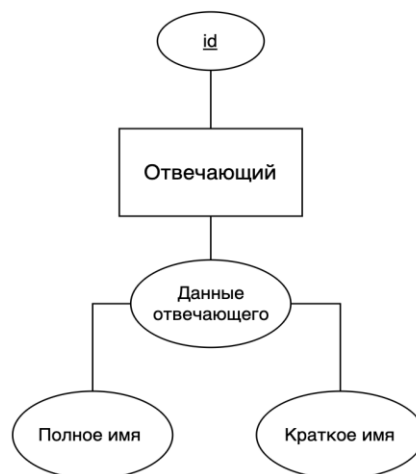 id
Отвечающий
Данные
отвечающего
Полное имя
Краткое имя